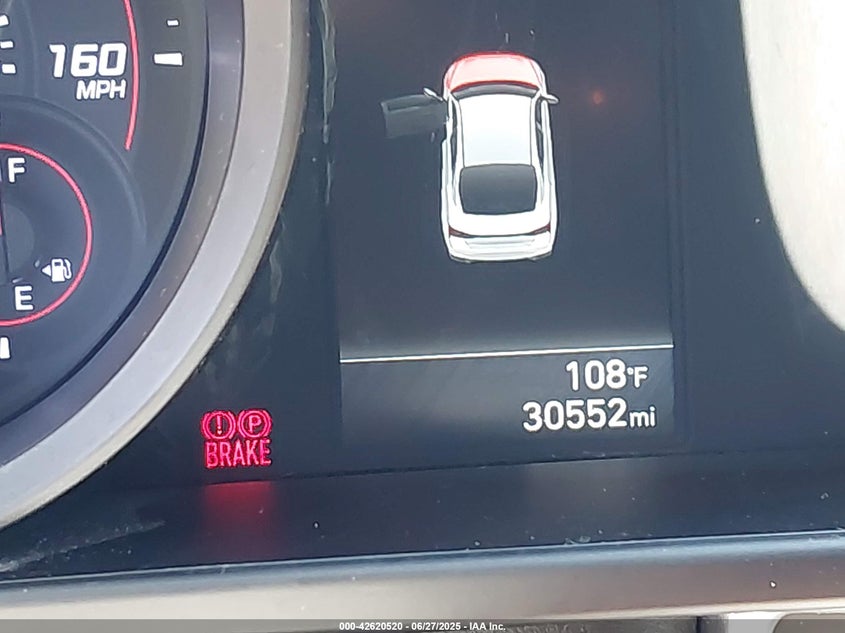 160
MPH
F
E
108°F
30552mi
! P
BRAKE
000-42620520 - 06/27/2025 - IAA Inc.